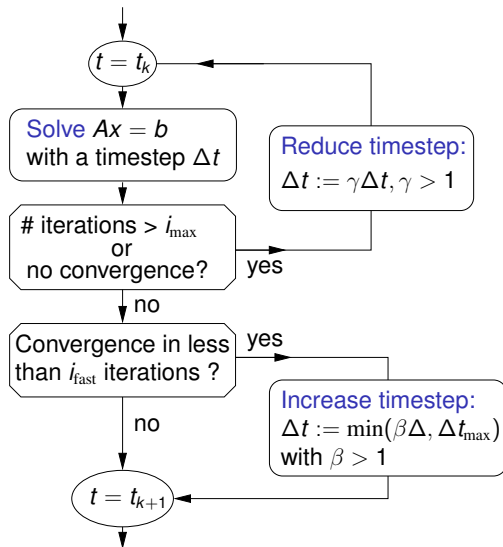 t = t_k
Solve Ax = b
with a timestep Δt
Reduce timestep:
Δt := γΔt, γ > 1
# iterations > i_max
or
no convergence?
yes
no
Convergence in less
than i_fast iterations ?
yes
no
Increase timestep:
Δt := min(βΔ, Δt_max)
with β > 1
t = t_{k+1}